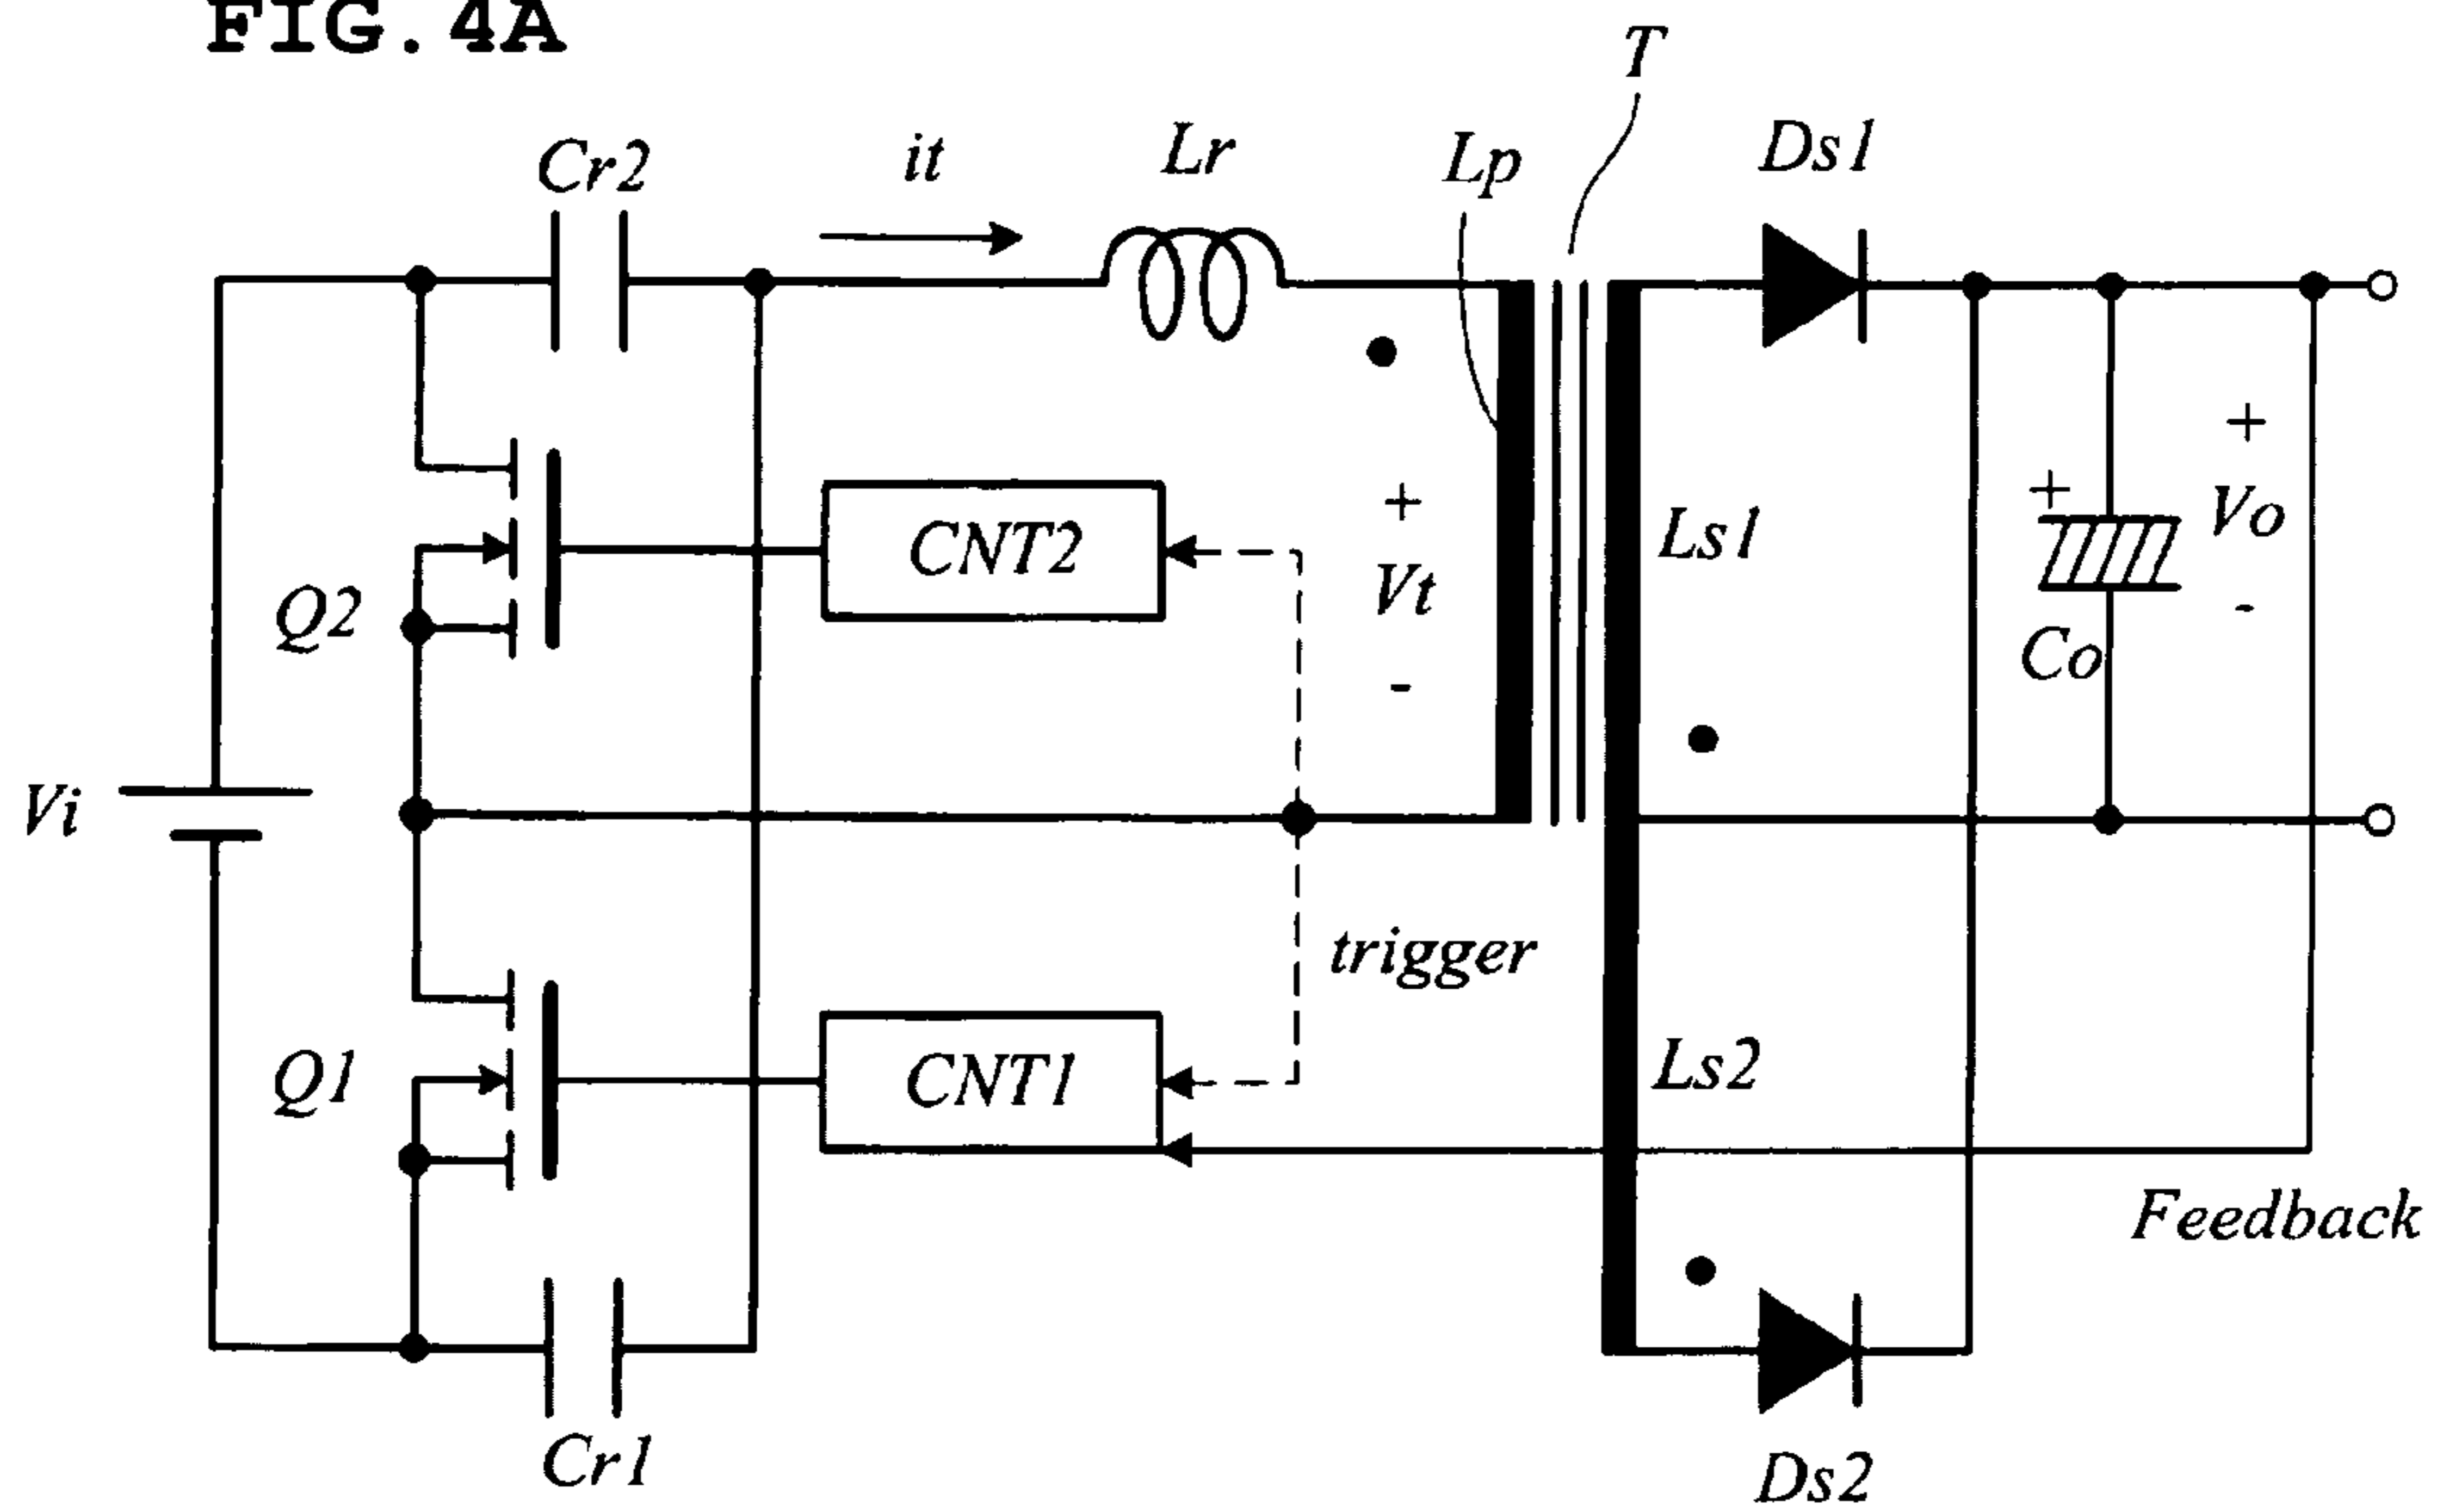 FIG. 4A
T
Cr2
it
Lr
Lp
Ds1
+
Vt
-
Ls1
+
Co
+
Vo
-
CNT2
Q2
Vi
trigger
Q1
CNT1
Ls2
Feedback
Cr1
Ds2